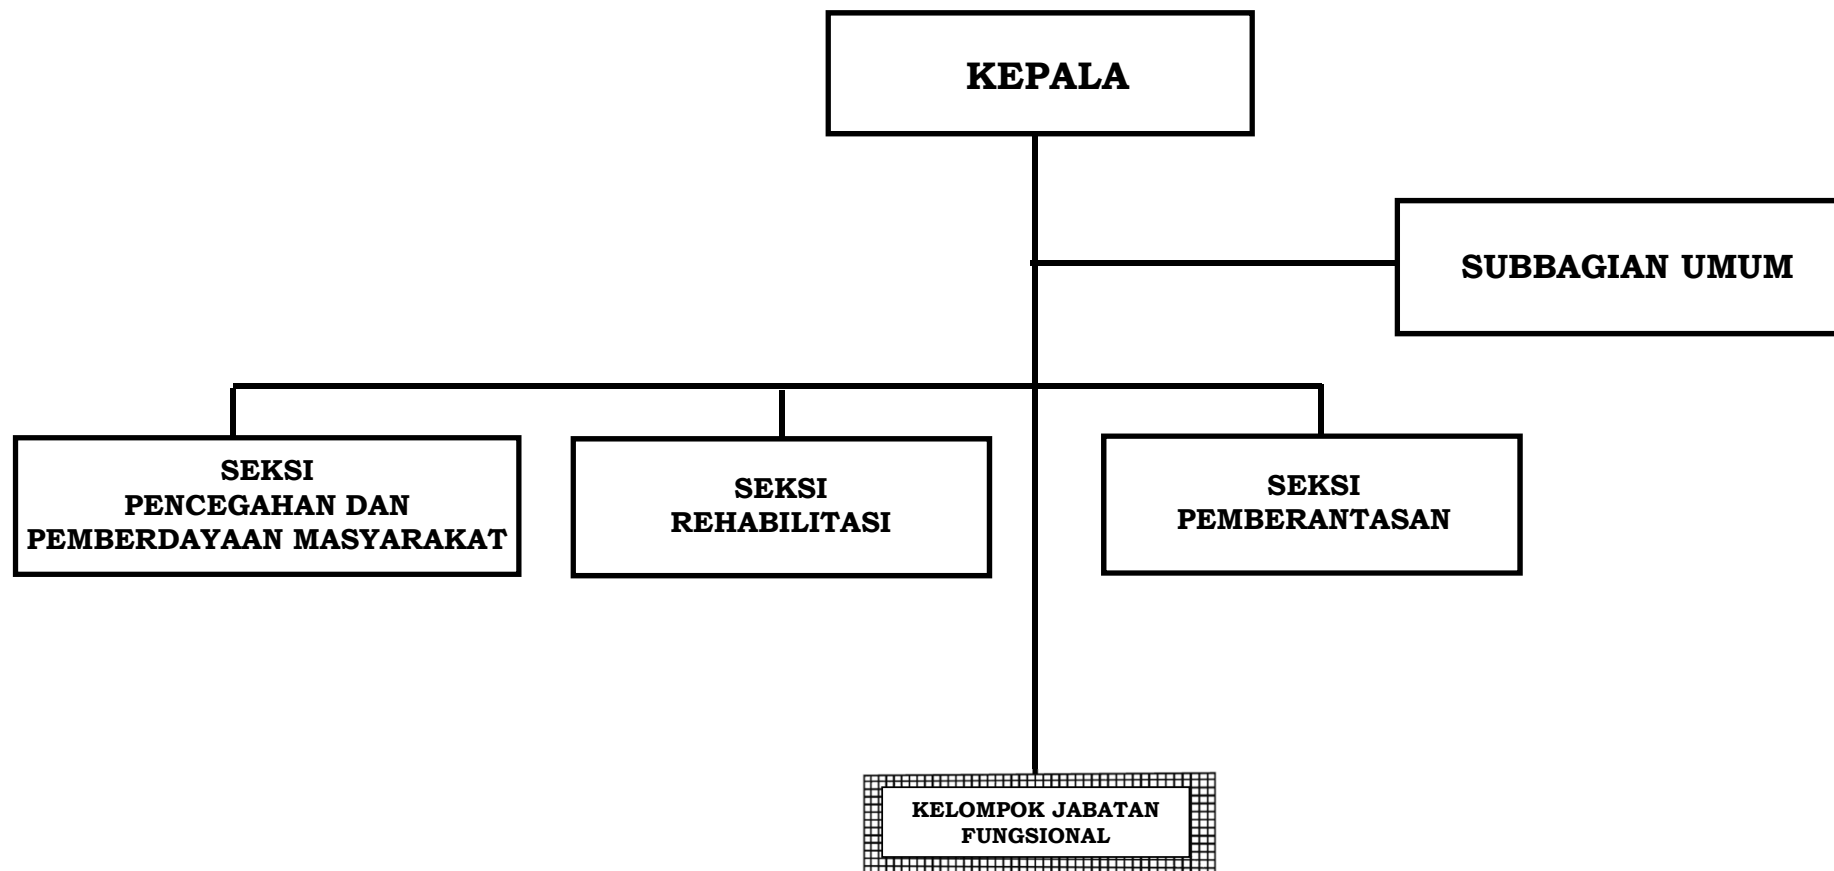 KEPALA
SUBBAGIAN UMUM
SEKSI
PENCEGAHAN DAN
PEMBERDAYAAN MASYARAKAT
SEKSI
REHABILITASI
SEKSI
PEMBERANTASAN
KELOMPOK JABATAN
FUNGSIONAL